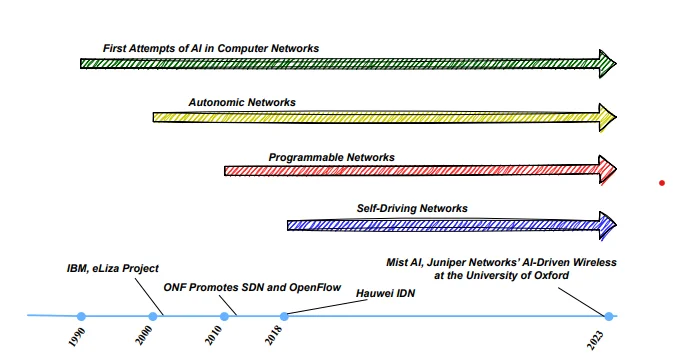 First Attempts of AI in Computer Networks
Autonomic Networks
Programmable Networks
Self-Driving Networks
Mist AI, Juniper Networks' AI-Driven Wireless
at the University of Oxford
IBM, eLiza Project
ONF Promotes SDN and OpenFlow
Hauwei IDN
1990
2000
2010
2018
2023